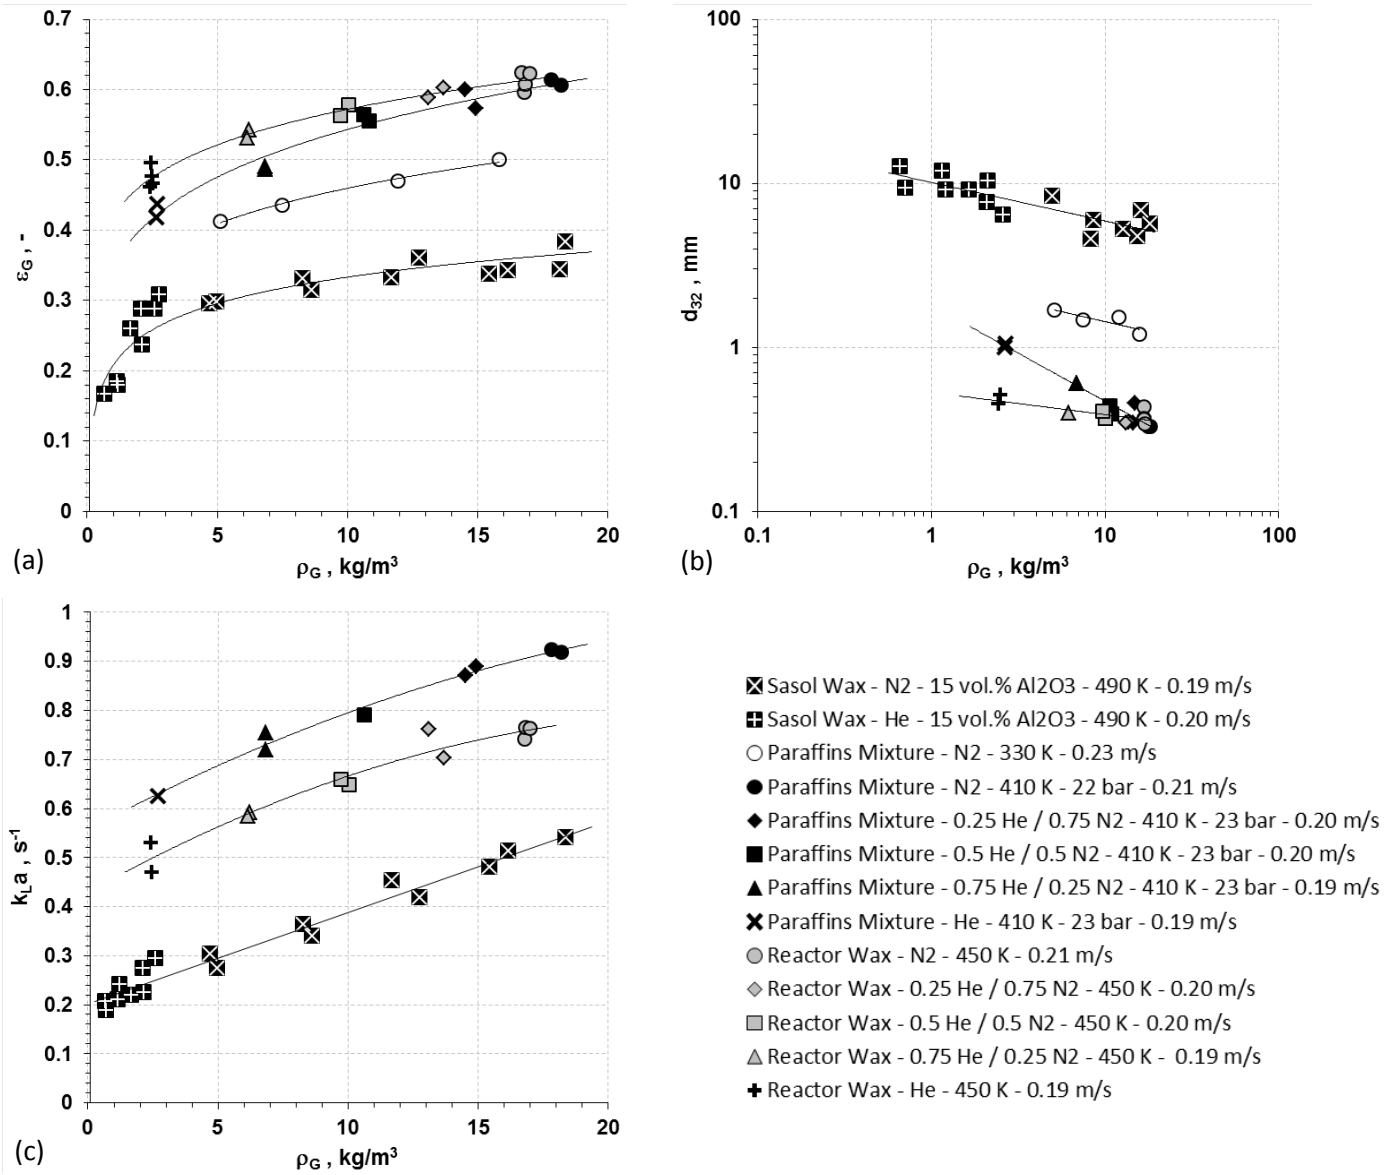 0.7
0.6
0.5
0.4
0.3
0.2
0.1
0
εG , -
0 5 10 15 20
ρG , kg/m3
(a)
100
10
1
0.1
d32 , mm
0.1 1 10 100
ρG , kg/m3
(b)
1
0.9
0.8
0.7
0.6
0.5
0.4
0.3
0.2
0.1
0
kLa , s-1
0 5 10 15 20
ρG , kg/m3
(c)
Sasol Wax - N2 - 15 vol.% Al2O3 - 490 K - 0.19 m/s
Sasol Wax - He - 15 vol.% Al2O3 - 490 K - 0.20 m/s
Paraffins Mixture - N2 - 330 K - 0.23 m/s
Paraffins Mixture - N2 - 410 K - 22 bar - 0.21 m/s
Paraffins Mixture - 0.25 He / 0.75 N2 - 410 K - 23 bar - 0.20 m/s
Paraffins Mixture - 0.5 He / 0.5 N2 - 410 K - 23 bar - 0.20 m/s
Paraffins Mixture - 0.75 He / 0.25 N2 - 410 K - 23 bar - 0.19 m/s
Paraffins Mixture - He - 410 K - 23 bar - 0.19 m/s
Reactor Wax - N2 - 450 K - 0.21 m/s
Reactor Wax - 0.25 He / 0.75 N2 - 450 K - 0.20 m/s
Reactor Wax - 0.5 He / 0.5 N2 - 450 K - 0.20 m/s
Reactor Wax - 0.75 He / 0.25 N2 - 450 K - 0.19 m/s
Reactor Wax - He - 450 K - 0.19 m/s